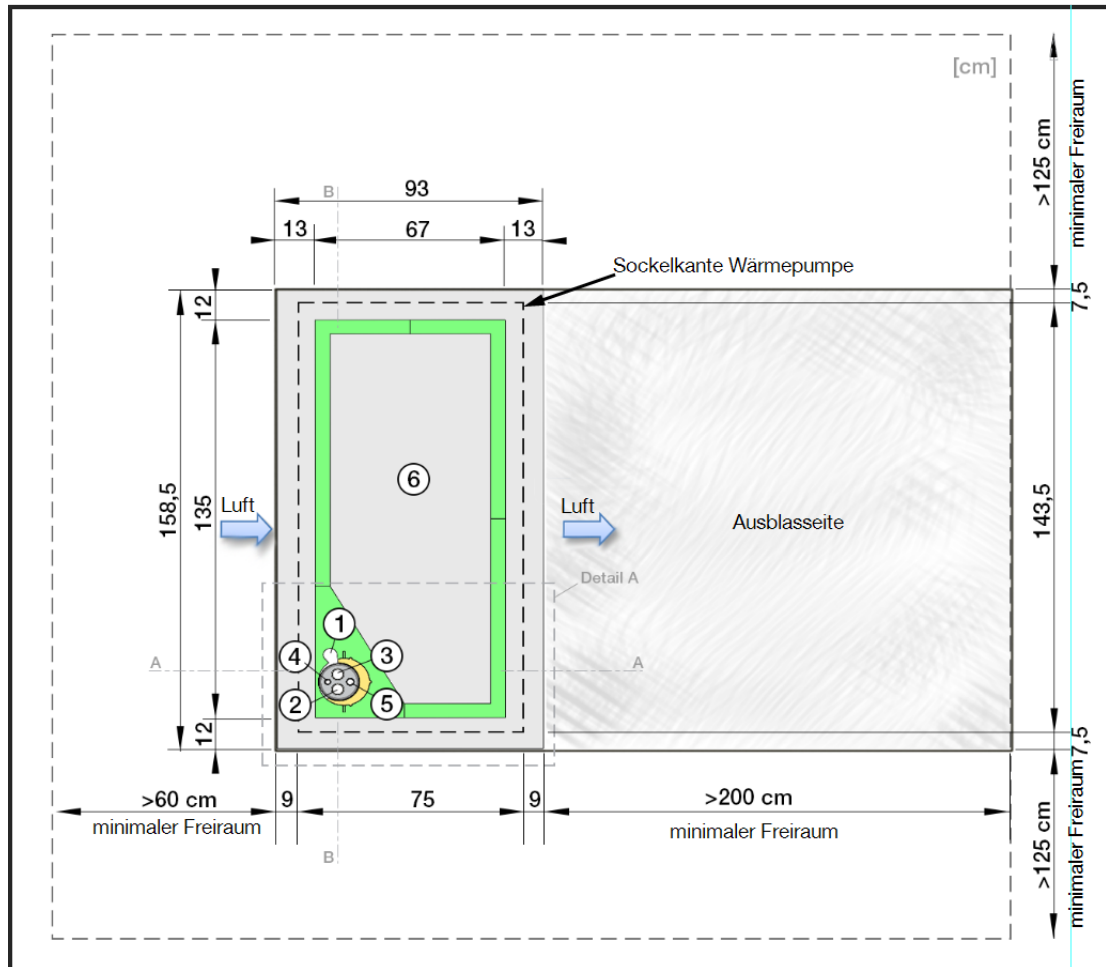 [cm]
>125 cm
minimaler Freiraum
B
93
13
67
13
Sockelkante Wärmepumpe
12
7,5
6
158,5
135
Luft
Luft
Ausblasseite
143,5
Detail A
1
A
4
3
A
2
5
12
7,5
>60 cm
9
75
9
>200 cm
minimaler Freiraum
minimaler Freiraum
B
>125 cm
minimaler Freiraum